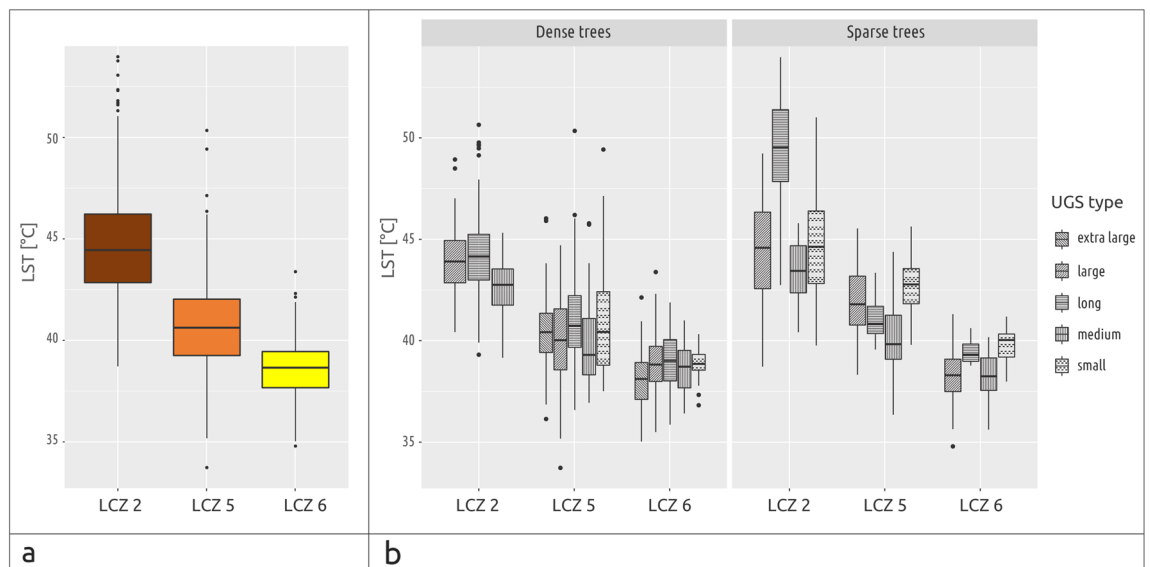 LST [°C]
50
45
40
35
LCZ 2 LCZ 5 LCZ 6
a
Dense trees
Sparse trees
LST [°C]
50
45
40
35
LCZ 2 LCZ 5 LCZ 6
LCZ 2 LCZ 5 LCZ 6
UGS type
extra large
large
long
medium
small
b